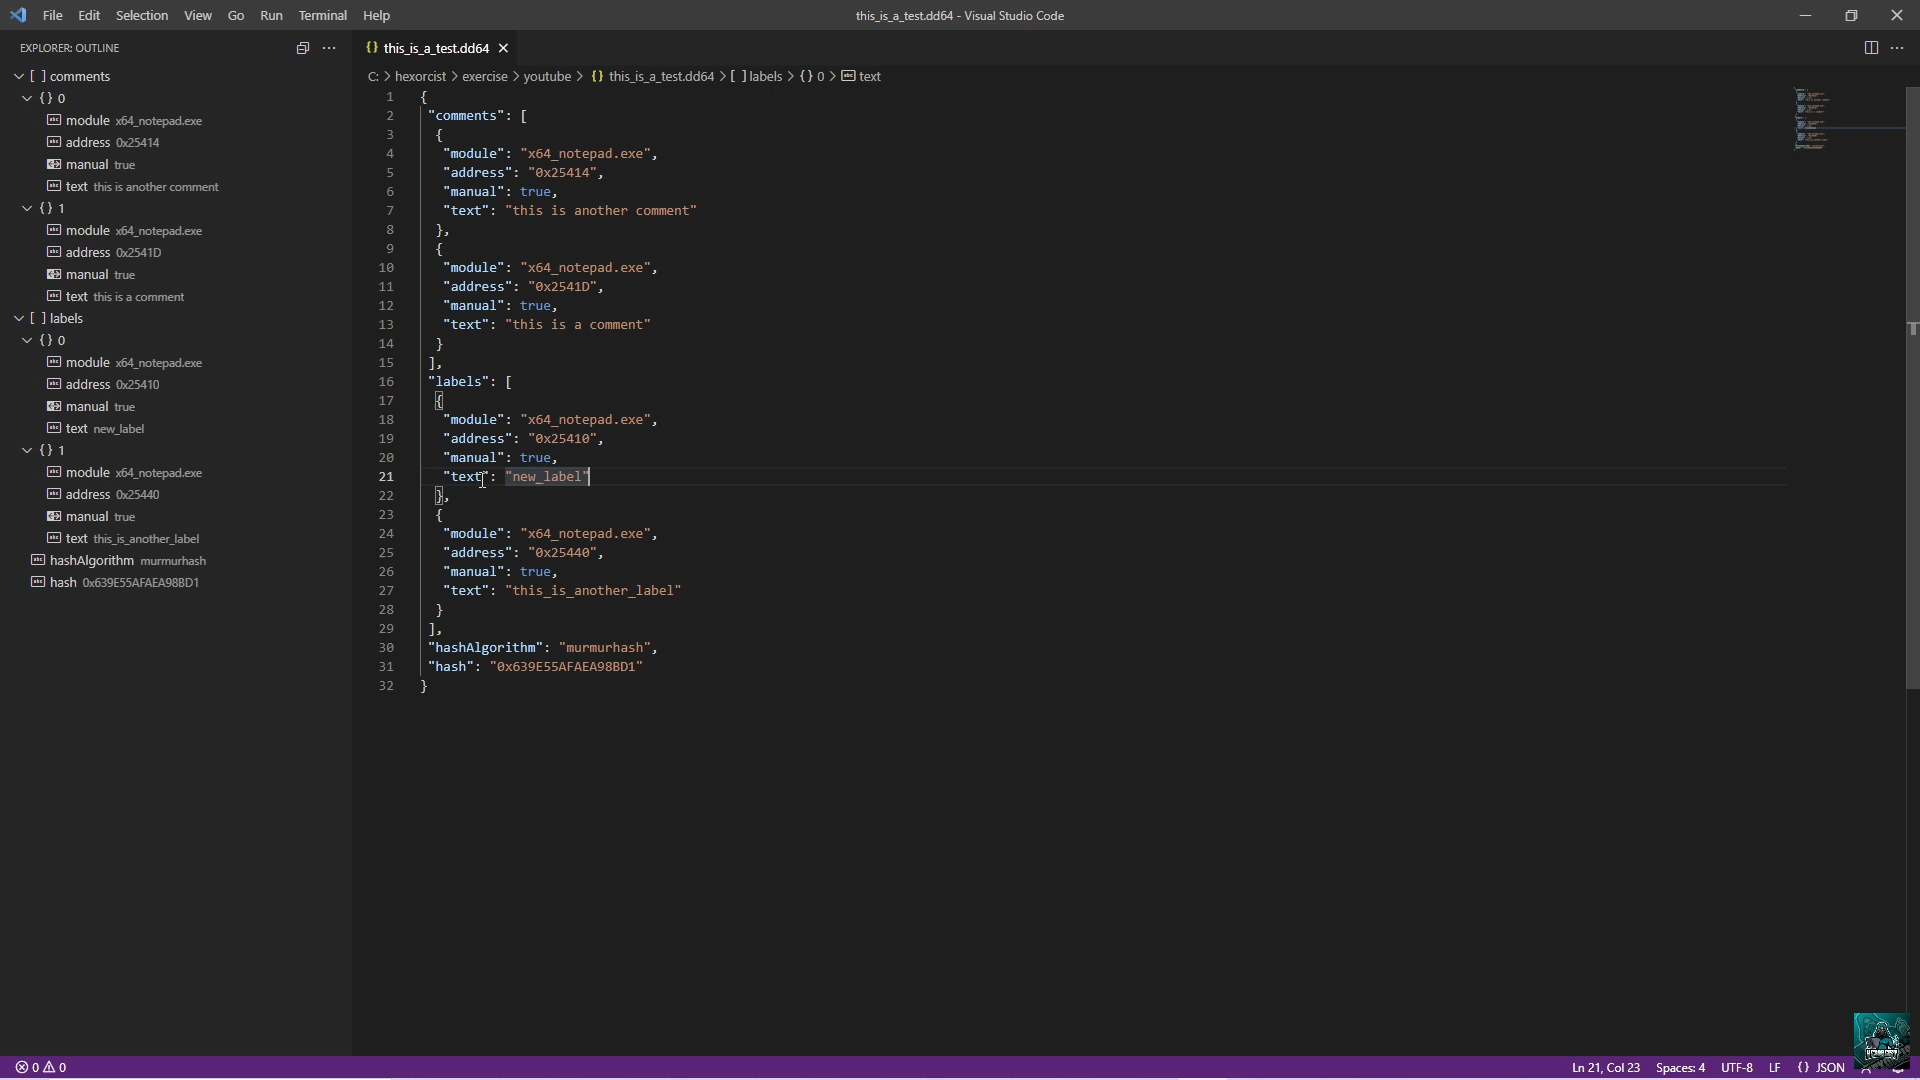 File Edit Selection View Go Run Terminal Help
this_is_a_test.dd64 - Visual Studio Code
EXPLORER: OUTLINE
[ ] comments
{} 0
module x64_notepad.exe
address 0x25414
manual true
text this is another comment
{} 1
module x64_notepad.exe
address 0x2541D
manual true
text this is a comment
[ ] labels
{} 0
module x64_notepad.exe
address 0x25410
manual true
text new_label
{} 1
module x64_notepad.exe
address 0x25440
manual true
text this_is_another_label
hashAlgorithm murmurhash
hash 0x639E55AFAEA98BD1
{} this_is_a_test.dd64
C: > hexorcist > exercise > youtube > {} this_is_a_test.dd64 > [ ] labels > {} 0 > text
1 {
2 "comments": [
3 {
4 "module": "x64_notepad.exe",
5 "address": "0x25414",
6 "manual": true,
7 "text": "this is another comment"
8 },
9 {
10 "module": "x64_notepad.exe",
11 "address": "0x2541D",
12 "manual": true,
13 "text": "this is a comment"
14 }
15 ],
16 "labels": [
17 {
18 "module": "x64_notepad.exe",
19 "address": "0x25410",
20 "manual": true,
21 "text": "new_label"
22 },
23 {
24 "module": "x64_notepad.exe",
25 "address": "0x25440",
26 "manual": true,
27 "text": "this_is_another_label"
28 }
29 ],
30 "hashAlgorithm": "murmurhash",
31 "hash": "0x639E55AFAEA98BD1"
32 }
0 0
Ln 21, Col 23 Spaces: 4 UTF-8 LF {} JSON